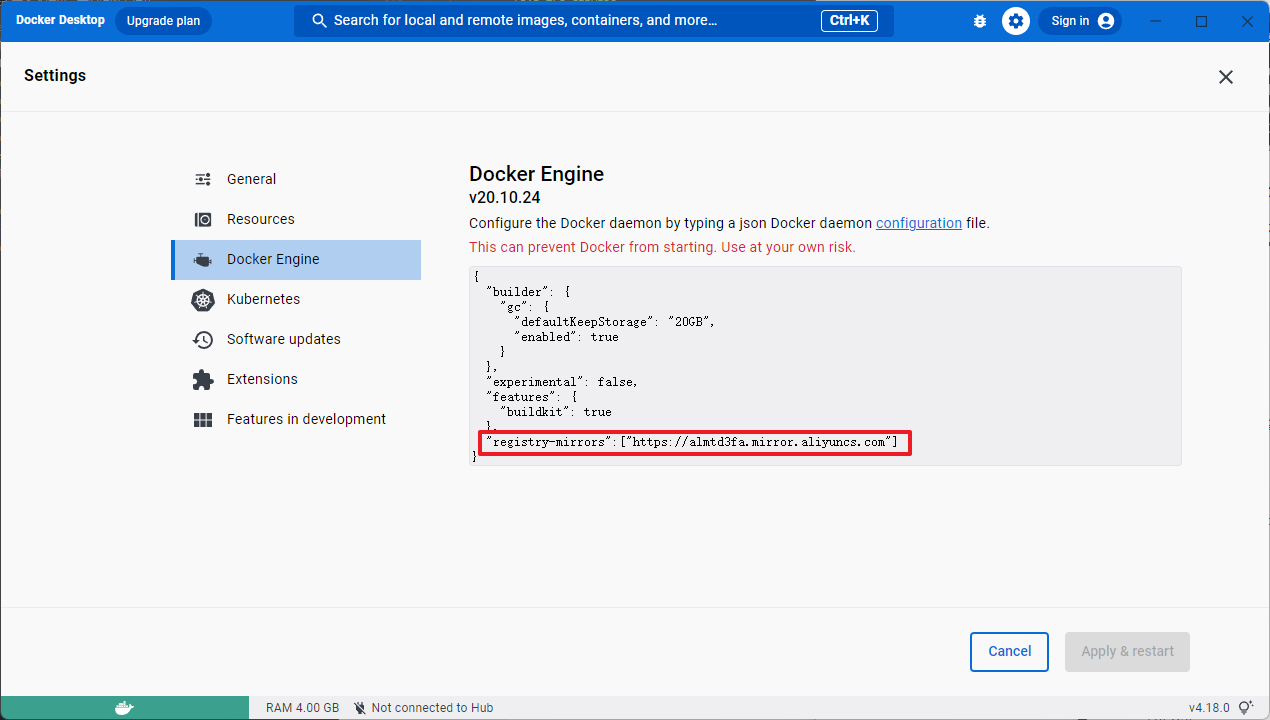 Docker Desktop Upgrade plan Search for local and remote images, containers, and more... Ctrl+K Sign in
Settings
General
Resources
Docker Engine
Kubernetes
Software updates
Extensions
Features in development
Docker Engine
v20.10.24
Configure the Docker daemon by typing a json Docker daemon configuration file.
This can prevent Docker from starting. Use at your own risk.
{
"builder": {
"gc": {
"defaultKeepStorage": "20GB",
"enabled": true
}
},
"experimental": false,
"features": {
"buildkit": true
},
"registry-mirrors":["https://almtd3fa.mirror.aliyuncs.com"]
}
Cancel Apply & restart
RAM 4.00 GB Not connected to Hub v4.18.0